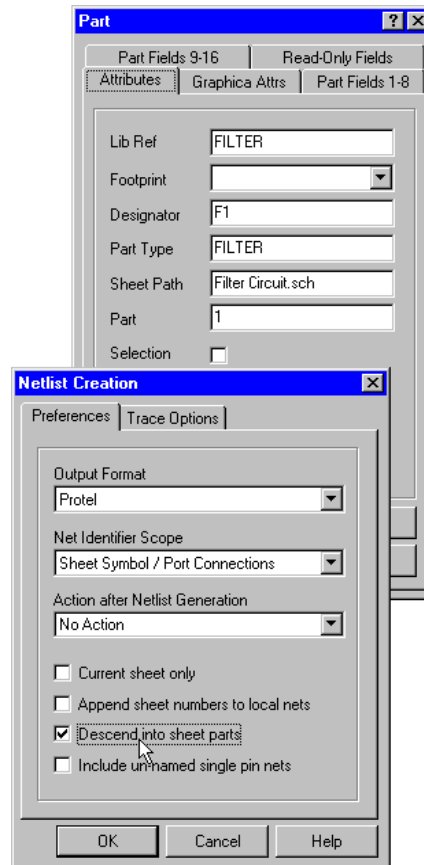 Part
Part Fields 9-16
Read-Only Fields
Attributes
Graphica Attrs
Part Fields 1-8
Lib Ref
FILTER
Footprint
Designator
F1
Part Type
FILTER
Sheet Path
Filter Circuit.sch
Part
1
Selection
Netlist Creation
Preferences
Trace Options
Output Format
Protel
Net Identifier Scope
Sheet Symbol / Port Connections
Action after Netlist Generation
No Action
Current sheet only
Append sheet numbers to local nets
Descend into sheet parts
Include un-named single pin nets
OK
Cancel
Help